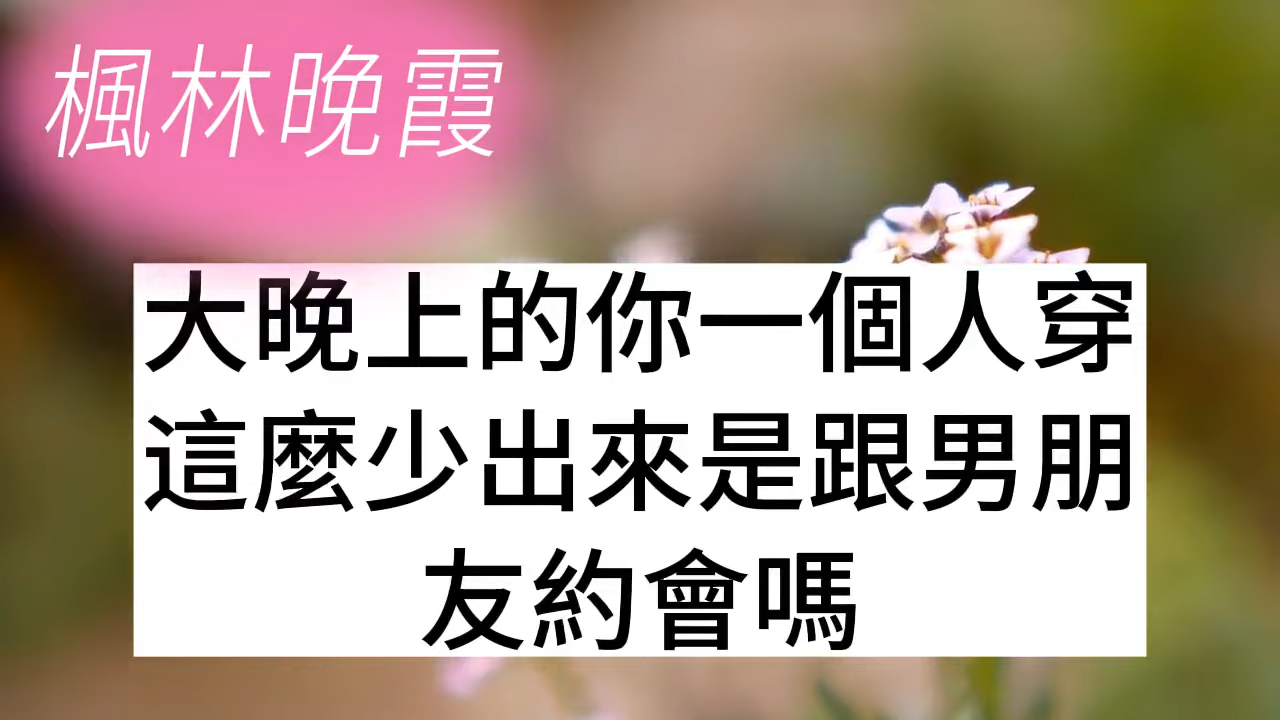 楓林晚霞
大晚上的你一個人穿
這麼少出來是跟男朋
友約會嗎